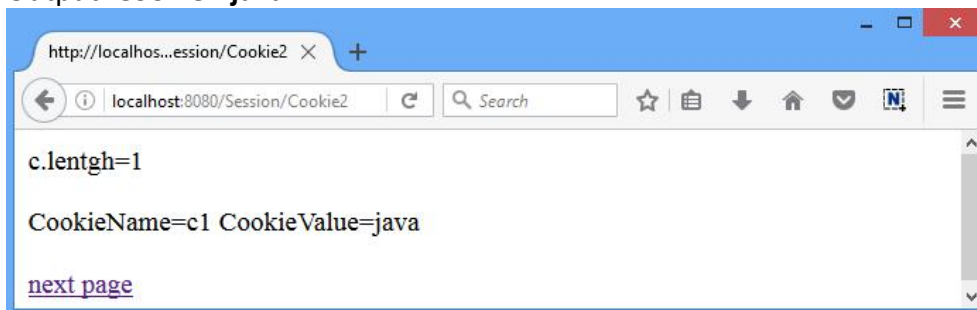 http://localhos...ession/Cookie2
localhost:8080/Session/Cookie2
Search
c.lentgh=1
CookieName=c1 CookieValue=java
next page